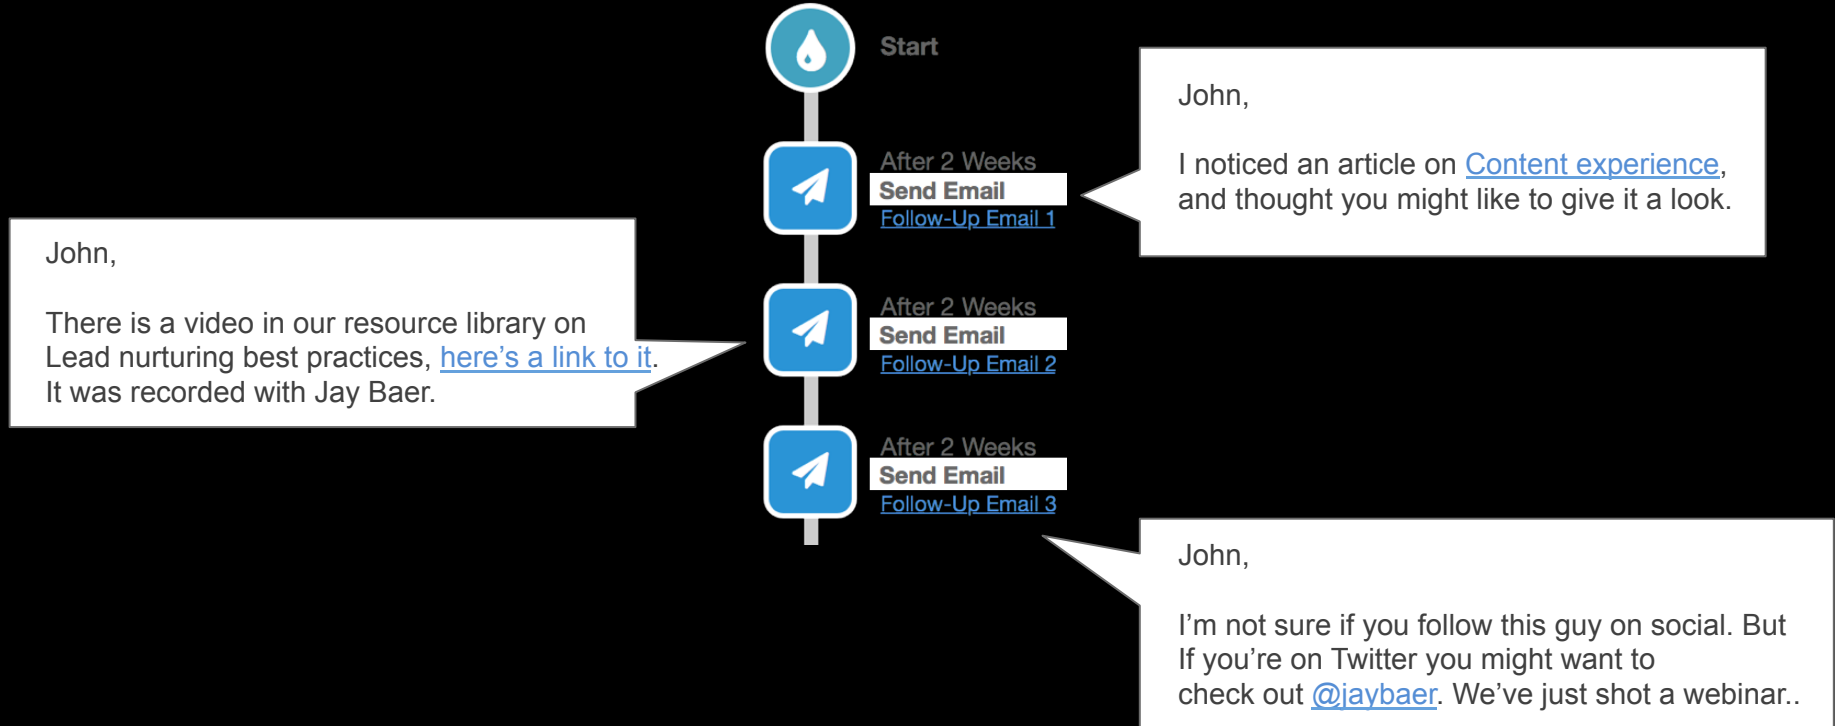 Start
After 2 Weeks
Send Email
Follow-Up Email 1
John,
I noticed an article on Content experience,
and thought you might like to give it a look.
John,
There is a video in our resource library on
Lead nurturing best practices, here’s a link to it.
It was recorded with Jay Baer.
After 2 Weeks
Send Email
Follow-Up Email 2
After 2 Weeks
Send Email
Follow-Up Email 3
John,
I’m not sure if you follow this guy on social. But
If you’re on Twitter you might want to
check out @jaybaer. We’ve just shot a webinar..